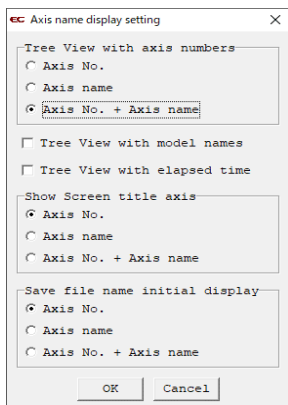 EC Axis name display setting
Tree View with axis numbers
Axis No.
Axis name
Axis No. + Axis name
Tree View with model names
Tree View with elapsed time
Show Screen title axis
Axis No.
Axis name
Axis No. + Axis name
Save file name initial display
Axis No.
Axis name
Axis No. + Axis name
OK Cancel